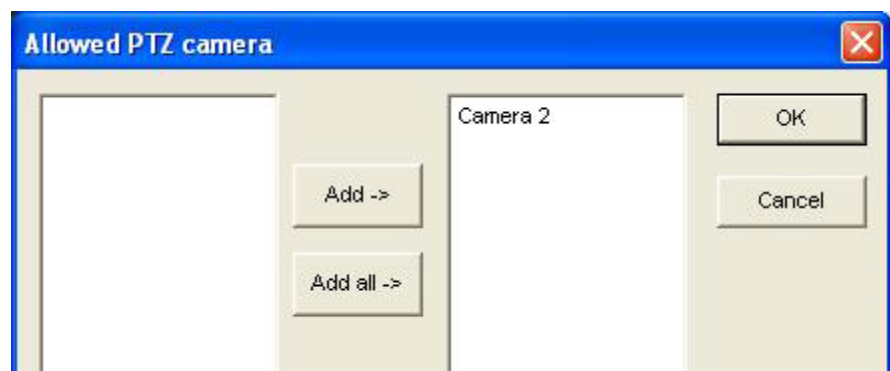 Allowed PTZ camera
Camera 2
OK
Add ->
Cancel
Add all ->